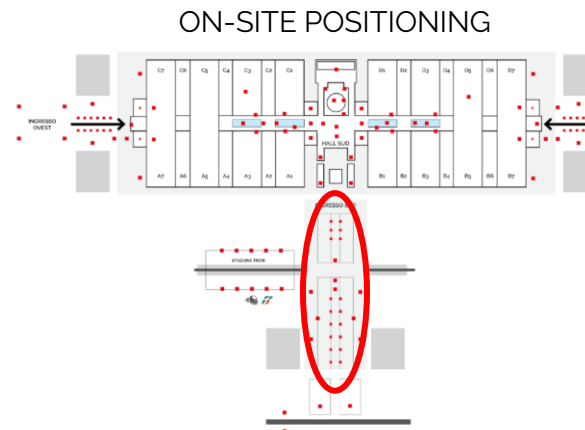 ON-SITE POSITIONING
C7 C6 C5 C4 C3 C2 C1 D1 D2 D3 D4 D5 D6 D7
INGRESSO
OVEST
HALL SUD
A7 A6 A5 A4 A3 A2 A1 B1 B2 B3 B4 B5 B6 B7
INGRESSO SUD
STAZIONE TRENI